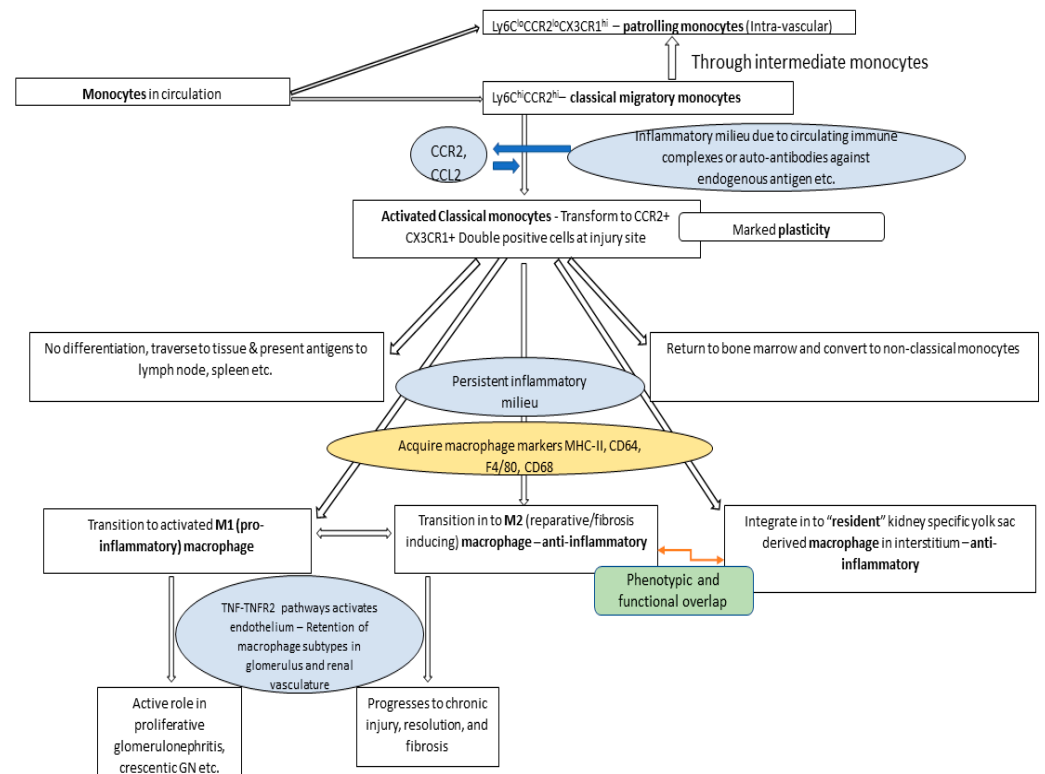 Ly6CˡᵒCCR2ˡᵒCX3CR1ʰⁱ – patrolling monocytes (Intra-vascular)
Through intermediate monocytes
Monocytes in circulation
Ly6CʰⁱCCR2ʰⁱ– classical migratory monocytes
CCR2,
CCL2
Inflammatory milieu due to circulating immune
complexes or auto-antibodies against
endogenous antigen etc.
Activated Classical monocytes - Transform to CCR2+
CX3CR1+ Double positive cells at injury site
Marked plasticity
No differentiation, traverse to tissue & present antigens to
lymph node, spleen etc.
Return to bone marrow and convert to non-classical monocytes
Persistent inflammatory
milieu
Acquire macrophage markers MHC-II, CD64,
F4/80, CD68
Transition to activated M1 (pro-
inflammatory) macrophage
Transition in to M2 (reparative/fibrosis
inducing) macrophage – anti-inflammatory
Integrate in to “resident” kidney specific yolk sac
derived macrophage in interstitium – anti-
inflammatory
Phenotypic and
functional overlap
TNF-TNFR2 pathways activates
endothelium – Retention of
macrophage subtypes in
glomerulus and renal
vasculature
Active role in
proliferative
glomerulonephritis,
crescentic GN etc.
Progresses to chronic
injury, resolution, and
fibrosis